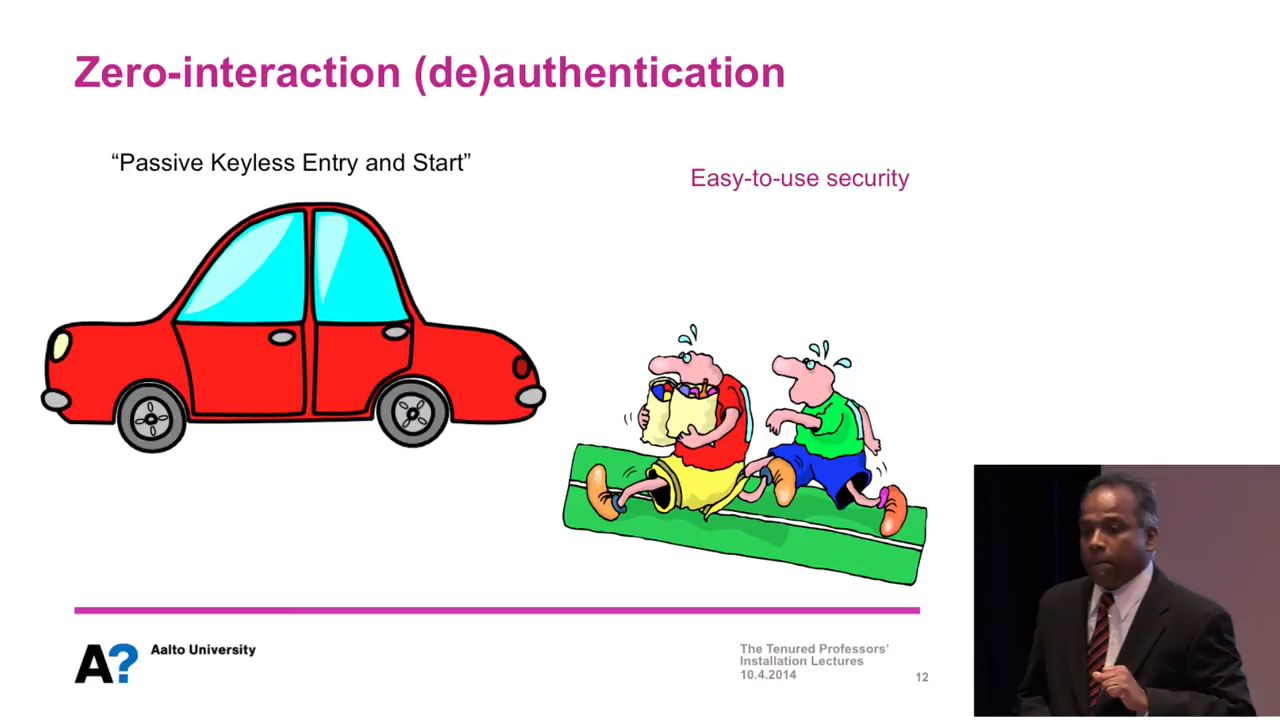 Zero-interaction (de)authentication
“Passive Keyless Entry and Start”
Easy-to-use security
A?
Aalto University
The Tenured Professors’
Installation Lectures
10.4.2014
12